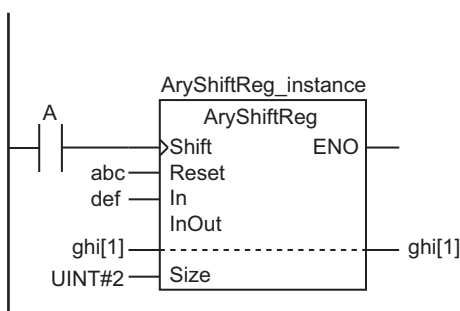 AryShiftReg_instance
A
AryShiftReg
Shift ENO
abc Reset
def In
InOut
ghi[1] ghi[1]
UINT#2 Size